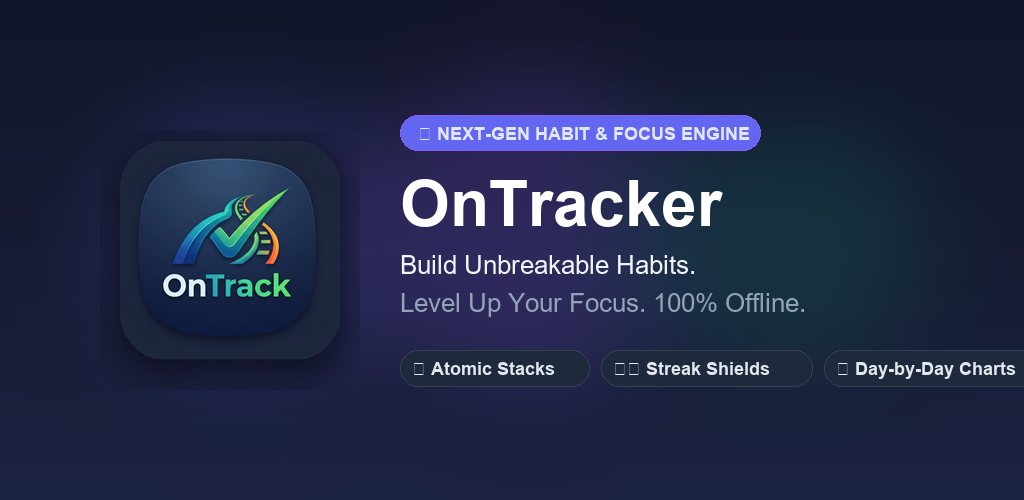 NEXT-GEN HABIT & FOCUS ENGINE
OnTracker
Build Unbreakable Habits.
Level Up Your Focus. 100% Offline.
OnTrack
Atomic Stacks
Streak Shields
Day-by-Day Charts